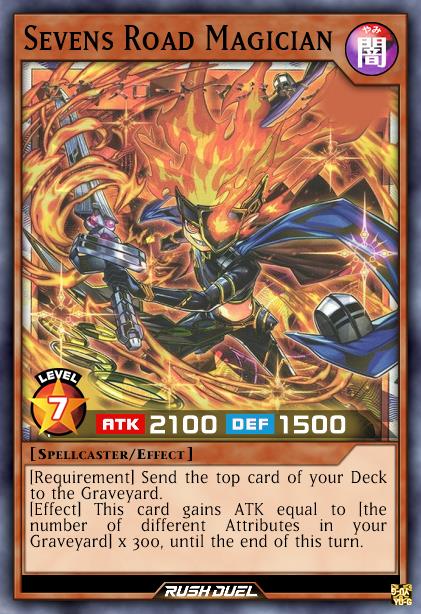 Sevens Road Magician
やみ
闇
LEVEL
7
ATK 2100 DEF 1500
[Spellcaster/Effect]
[Requirement] Send the top card of your Deck
to the Graveyard.
[Effect] This card gains ATK equal to [the
number of different Attributes in your
Graveyard] x 300, until the end of this turn.
RUSH DUEL